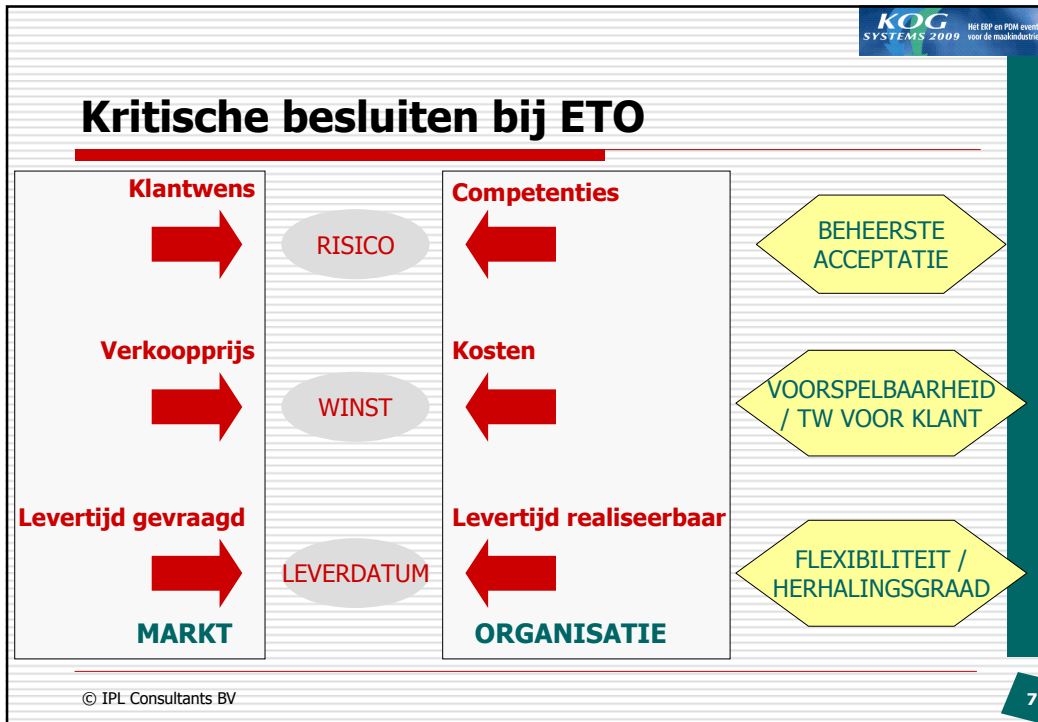 KOG
SYSTEMS 2009
Hét ERP en PDM event
voor de maakindustrie
Kritische besluiten bij ETO
Klantwens
Competenties
RISICO
BEHEERSTE
ACCEPTATIE
Verkoopprijs
Kosten
WINST
VOORSPELBAARHEID
/ TW VOOR KLANT
Levertijd gevraagd
Levertijd realiseerbaar
LEVERDATUM
FLEXIBILITEIT /
HERHALINGSGRAAD
MARKT
ORGANISATIE
© IPL Consultants BV
7